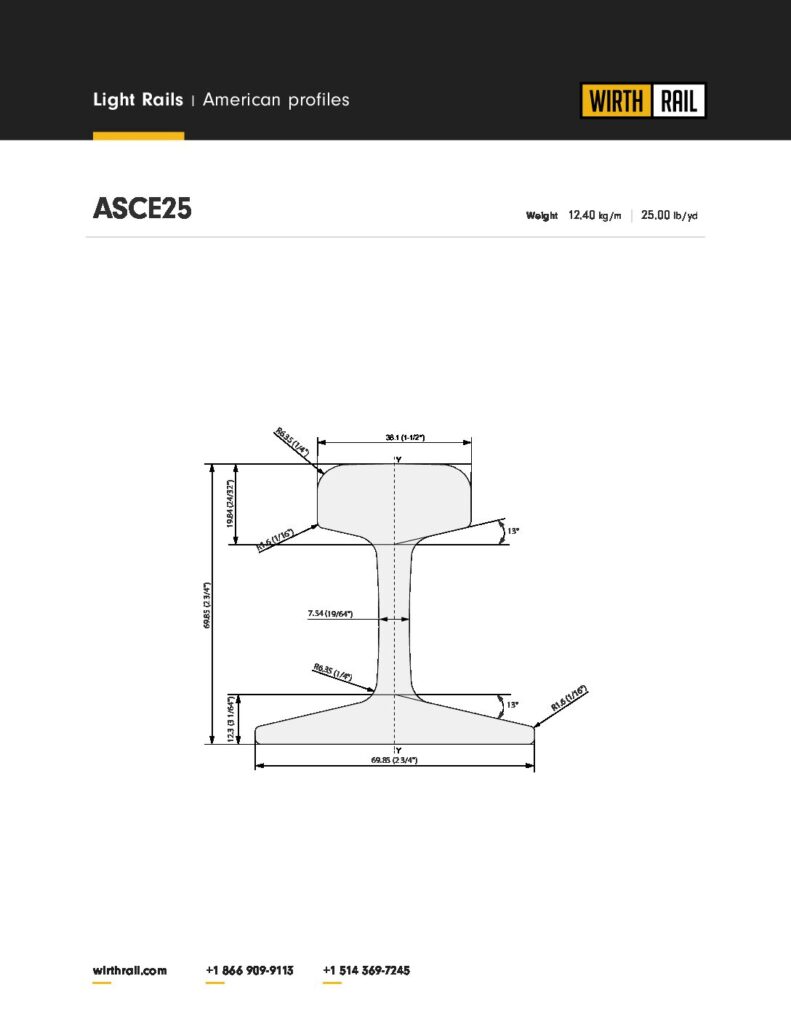 Light Rails | American profiles
WIRTH RAIL
ASCE25
Weight 12,40 kg/m | 25,00 lb/yd
R6.35 (1/4")
38.1 (1-1/2")
Y
19.84 (24/32")
R1.6 (1/16")
13°
69.85 (2 3/4")
7.54 (19/64")
R6.35 (1/4")
R1.6 (1/16")
12.3 (3 1/64")
13°
Y
69.85 (2 3/4")
wirthrail.com +1 866 909-9113 +1 514 369-7245